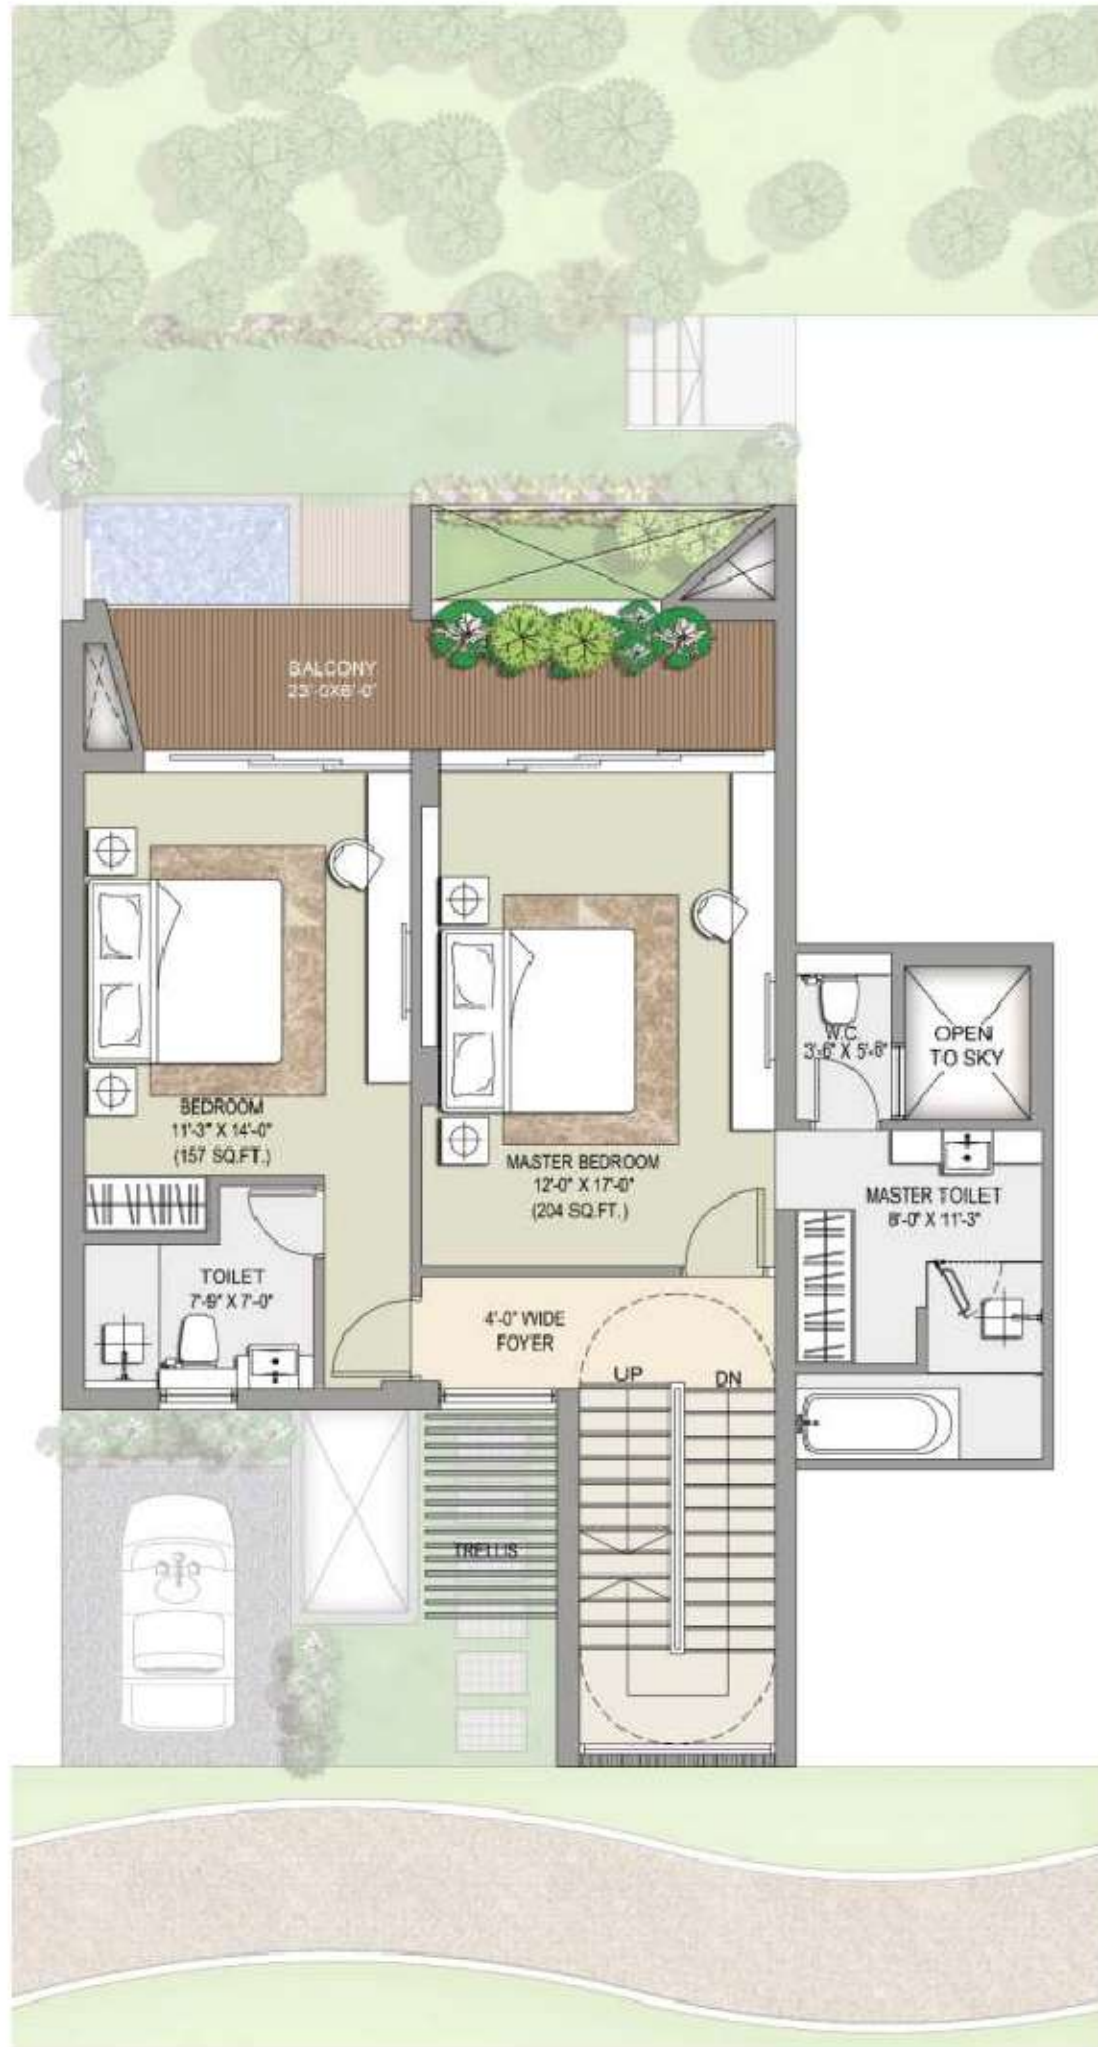 BALCONY
23'-0X6'-0"
W.C.
3'-6" X 5'-6"
OPEN
TO SKY
BEDROOM
11'-3" X 14'-0"
(157 SQ.FT.)
MASTER BEDROOM
12'-0" X 17'-0"
(204 SQ.FT.)
MASTER TOILET
8'-0" X 11'-3"
TOILET
7'-9" X 7'-0"
4'-0" WIDE
FOYER
UP
DN
TRELLIS